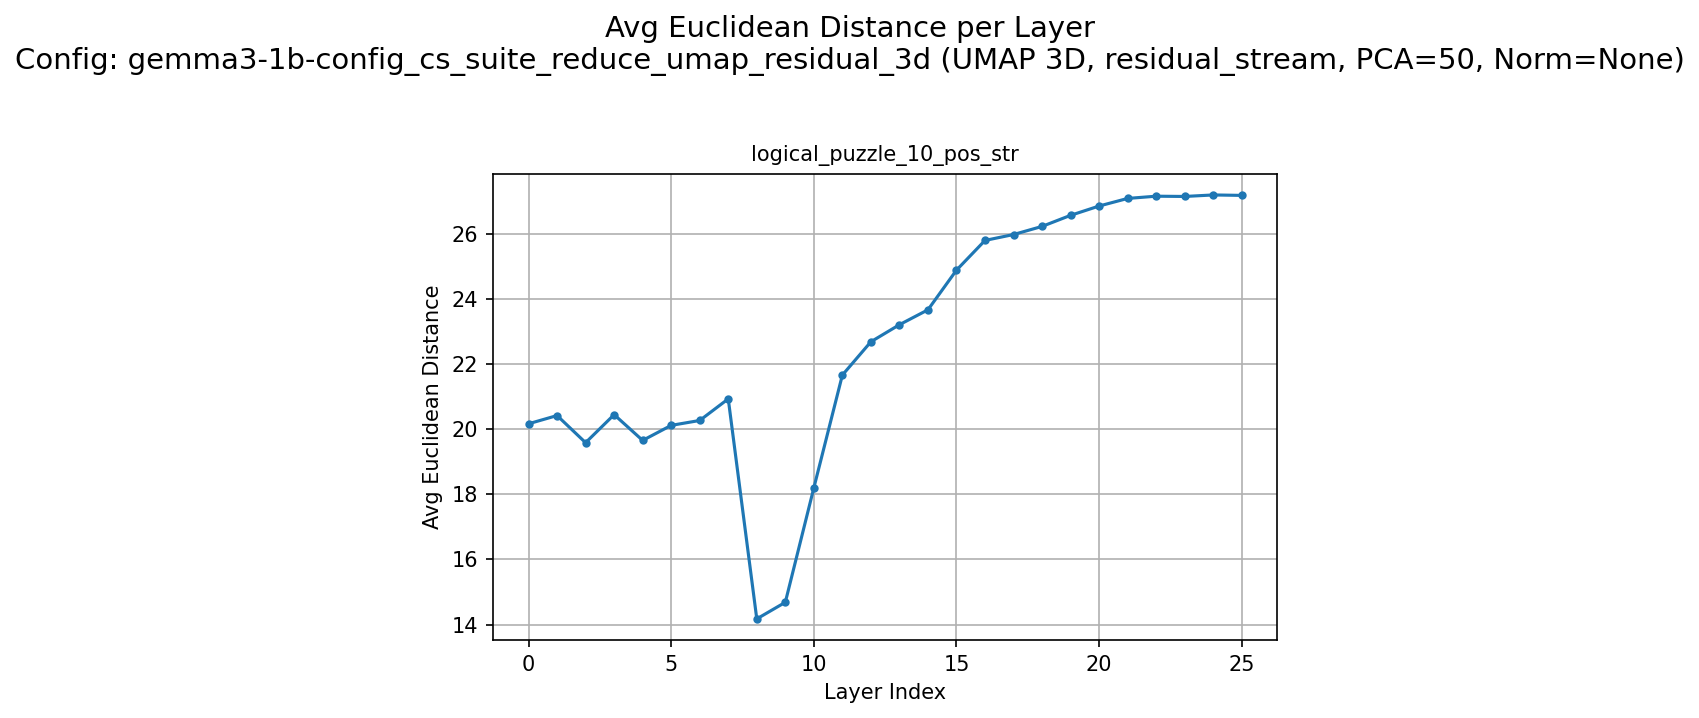 Avg Euclidean Distance per Layer
Config: gemma3-1b-config_cs_suite_reduce_umap_residual_3d (UMAP 3D, residual_stream, PCA=50, Norm=None)
logical_puzzle_10_pos_str
Avg Euclidean Distance
26
24
22
20
18
16
14
0 5 10 15 20 25
Layer Index